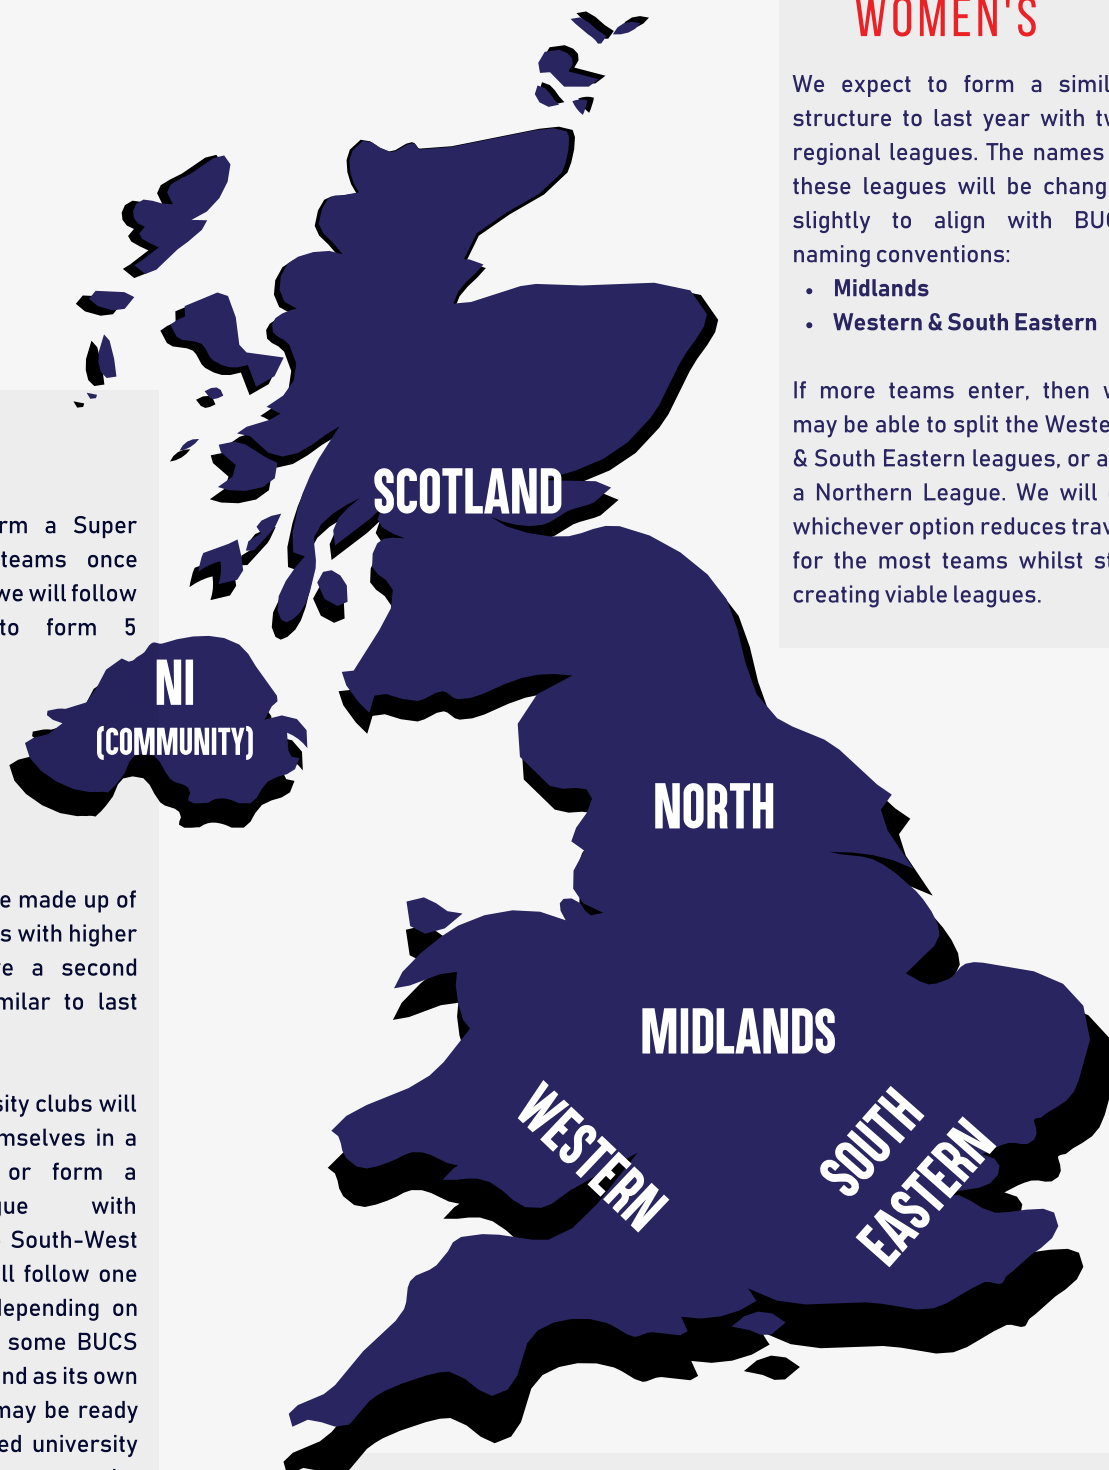 WOMEN'S
We expect to form a simil
structure to last year with tw
regional leagues. The names
these leagues will be chang
slightly to align with BUC
naming conventions:
• Midlands
• Western & South Eastern
If more teams enter, then w
may be able to split the Weste
& South Eastern leagues, or a
a Northern League. We will
whichever option reduces trav
for the most teams whilst st
creating viable leagues.
rm a Super
teams once
we will follow
to form 5
e made up of
s with higher
e a second
milar to last
sity clubs will
mselves in a
or form a
gue with
South-West
ll follow one
depending on
some BUCS
nd as its own
may be ready
ed university
SCOTLAND
NI
(COMMUNITY)
NORTH
MIDLANDS
WESTERN
SOUTH
EASTERN